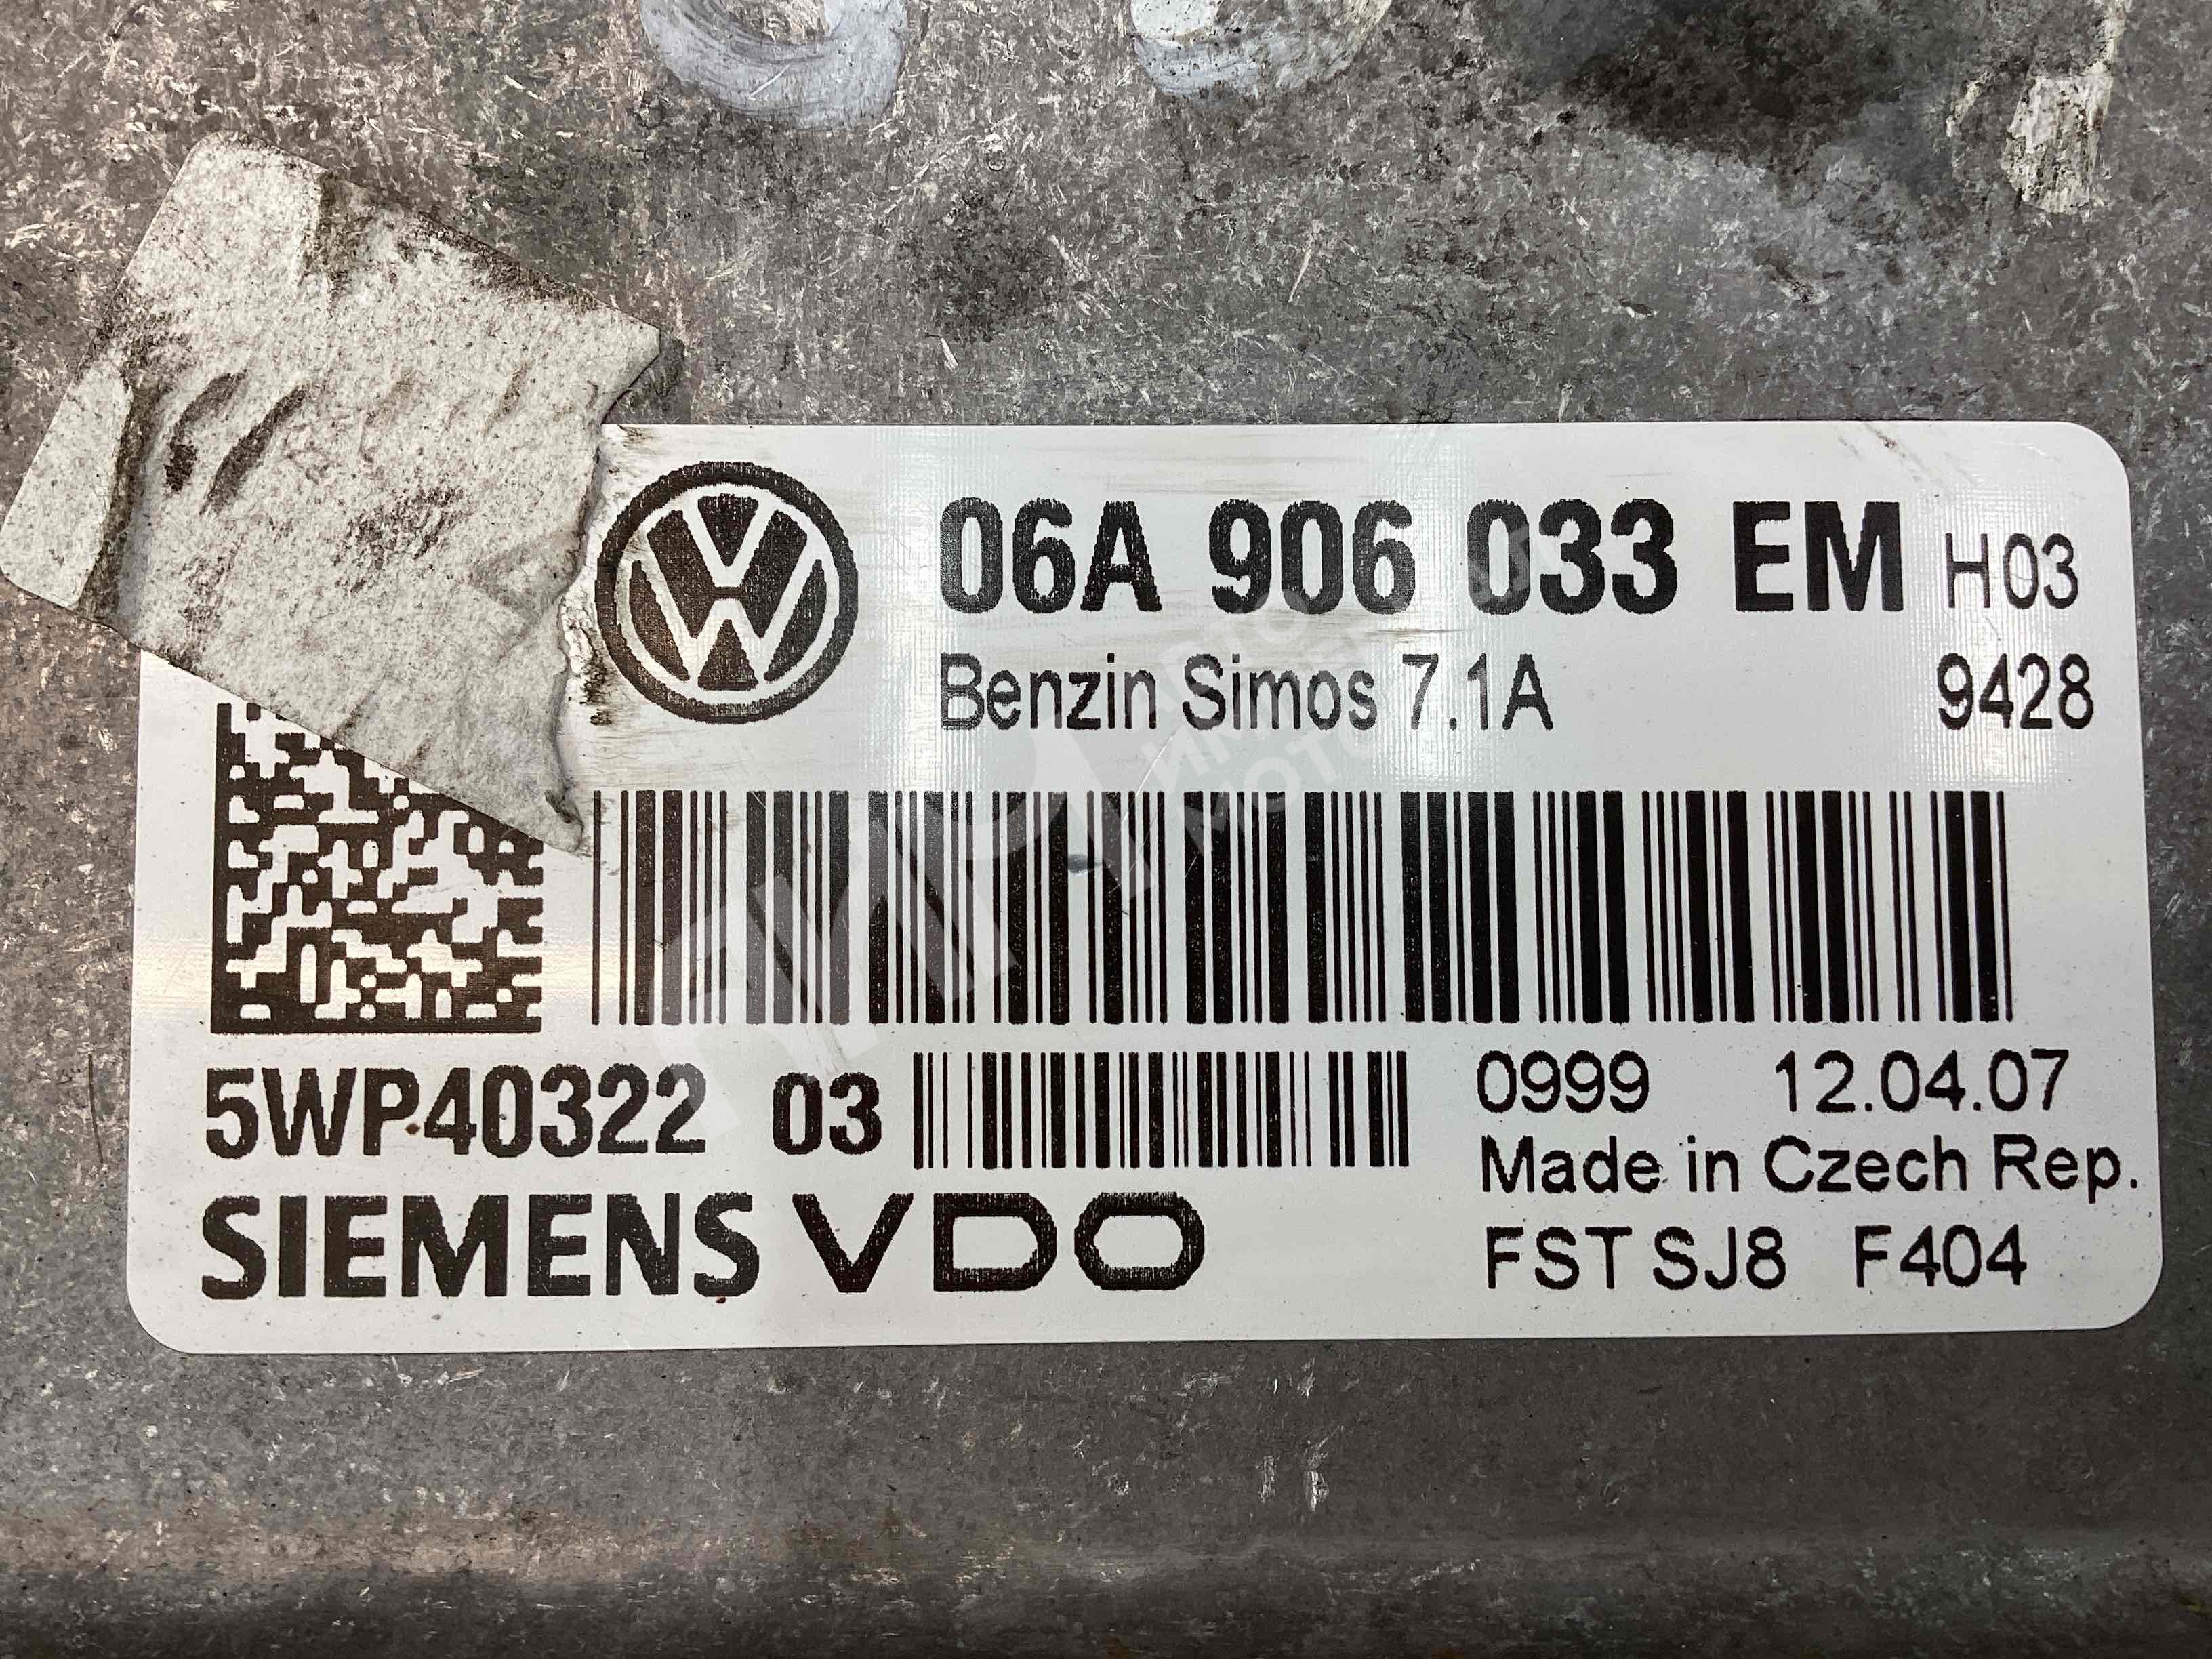 06A 906 033 EM H03
Benzin Simos 7.1A 9428
5WP40322 03 0999 12.04.07
Made in Czech Rep.
SIEMENS VDO FST SJ8 F404